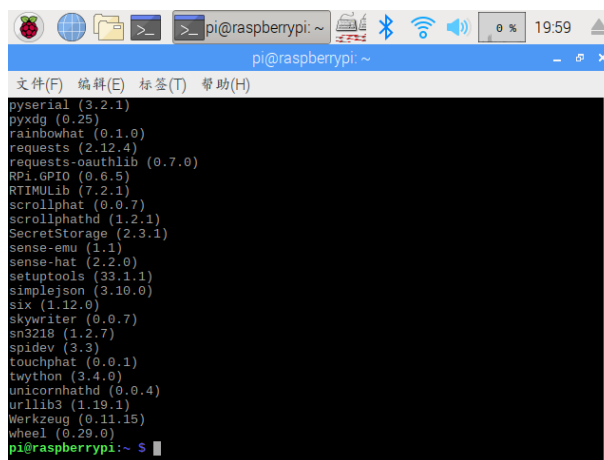 pi@raspberrypi: ~
0 %
19:59
pi@raspberrypi: ~
文件(F) 编辑(E) 标签(T) 帮助(H)
pyserial (3.2.1)
pyxdg (0.25)
rainbowhat (0.1.0)
requests (2.12.4)
requests-oauthlib (0.7.0)
RPi.GPIO (0.6.5)
RTIMULib (7.2.1)
scrollphat (0.0.7)
scrollphathd (1.2.1)
SecretStorage (2.3.1)
sense-emu (1.1)
sense-hat (2.2.0)
setuptools (33.1.1)
simplejson (3.10.0)
six (1.12.0)
skywriter (0.0.7)
sn3218 (1.2.7)
spidev (3.3)
touchphat (0.0.1)
twython (3.4.0)
unicornhathd (0.0.4)
urllib3 (1.19.1)
Werkzeug (0.11.15)
wheel (0.29.0)
pi@raspberrypi:~ $